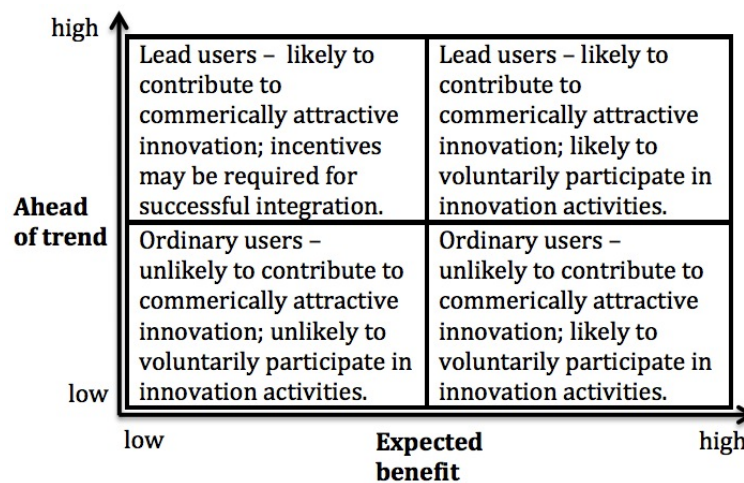 high
Lead users – likely to
contribute to
commerically attractive
innovation; incentives
may be required for
successful integration.
Lead users – likely to
contribute to
commerically attractive
innovation; likely to
voluntarily participate in
innovation activities.
Ahead
of trend
Ordinary users –
unlikely to contribute to
commerically attractive
innovation; unlikely to
voluntarily participate in
innovation activities.
Ordinary users –
unlikely to contribute to
commerically attractive
innovation; likely to
voluntarily participate in
innovation activities.
low
low
Expected
benefit
high